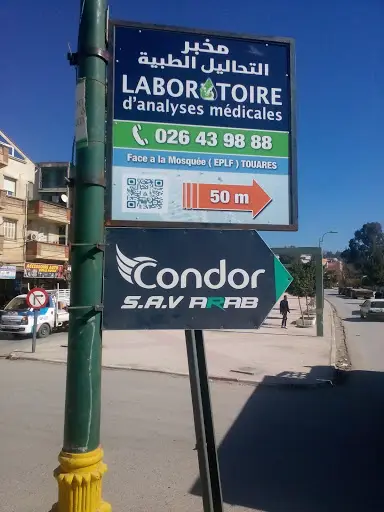 مخبر
التحاليل الطبية
LABORATOIRE
d'analyses médicales
026 43 98 88
Face a la Mosquée ( EPLF ) TOUARES
50 m
Condor
S.A.V ARAB